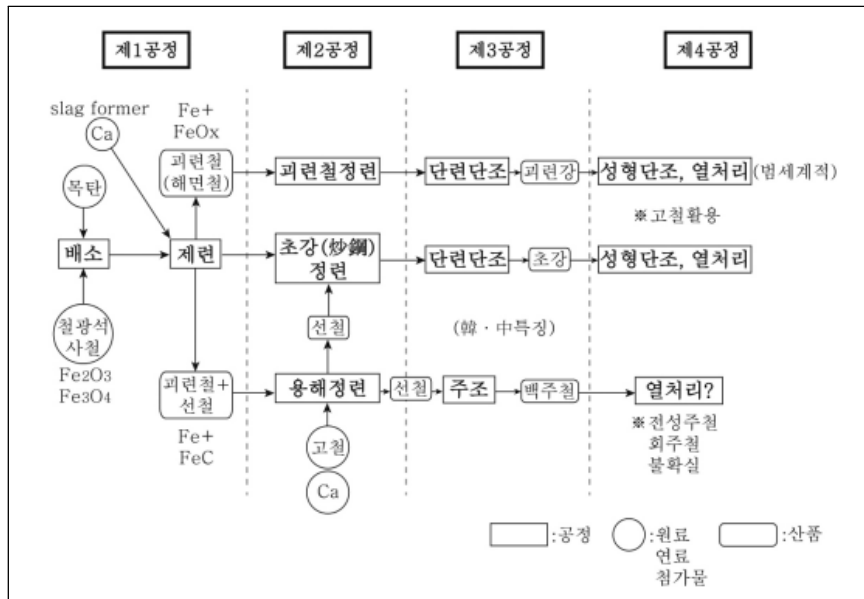 제1공정
제2공정
제3공정
제4공정
slag former
Ca
Fe+
FeOx
목탄
괴련철
(해면철)
괴련철정련
단련단조
괴련강
성형단조, 열처리
(범세계적)
※고철활용
배소
제련
초강(炒鋼)
정련
단련단조
초강
성형단조, 열처리
철광석
사철
Fe2O3
Fe3O4
선철
(韓·中특징)
괴련철+
선철
Fe+
FeC
용해정련
선철
주조
백주철
열처리?
※전성주철
회주철
불확실
고철
Ca
:공정
:원료
연료
첨가물
:산품